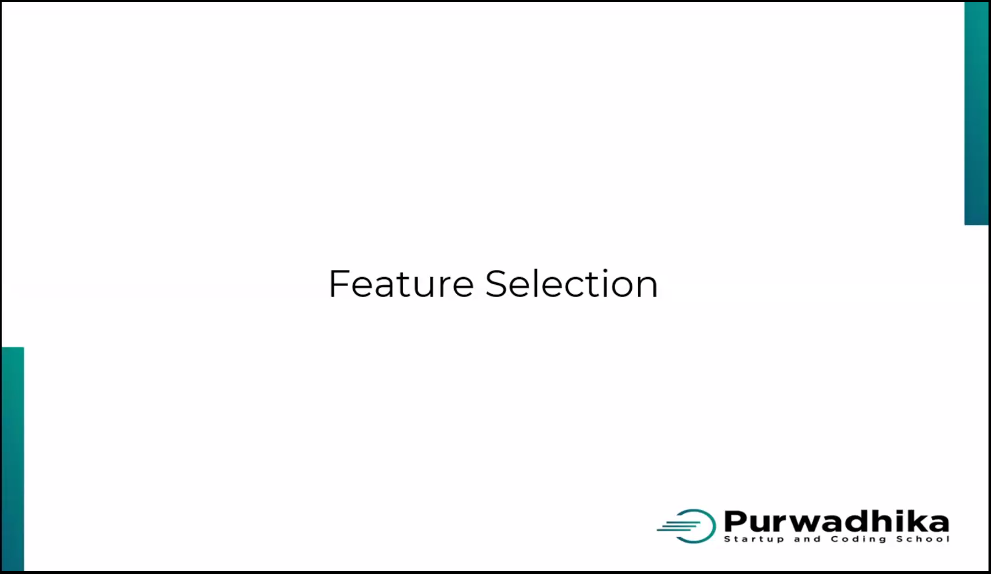 Feature Selection
Purwadhika
Startup and Coding School